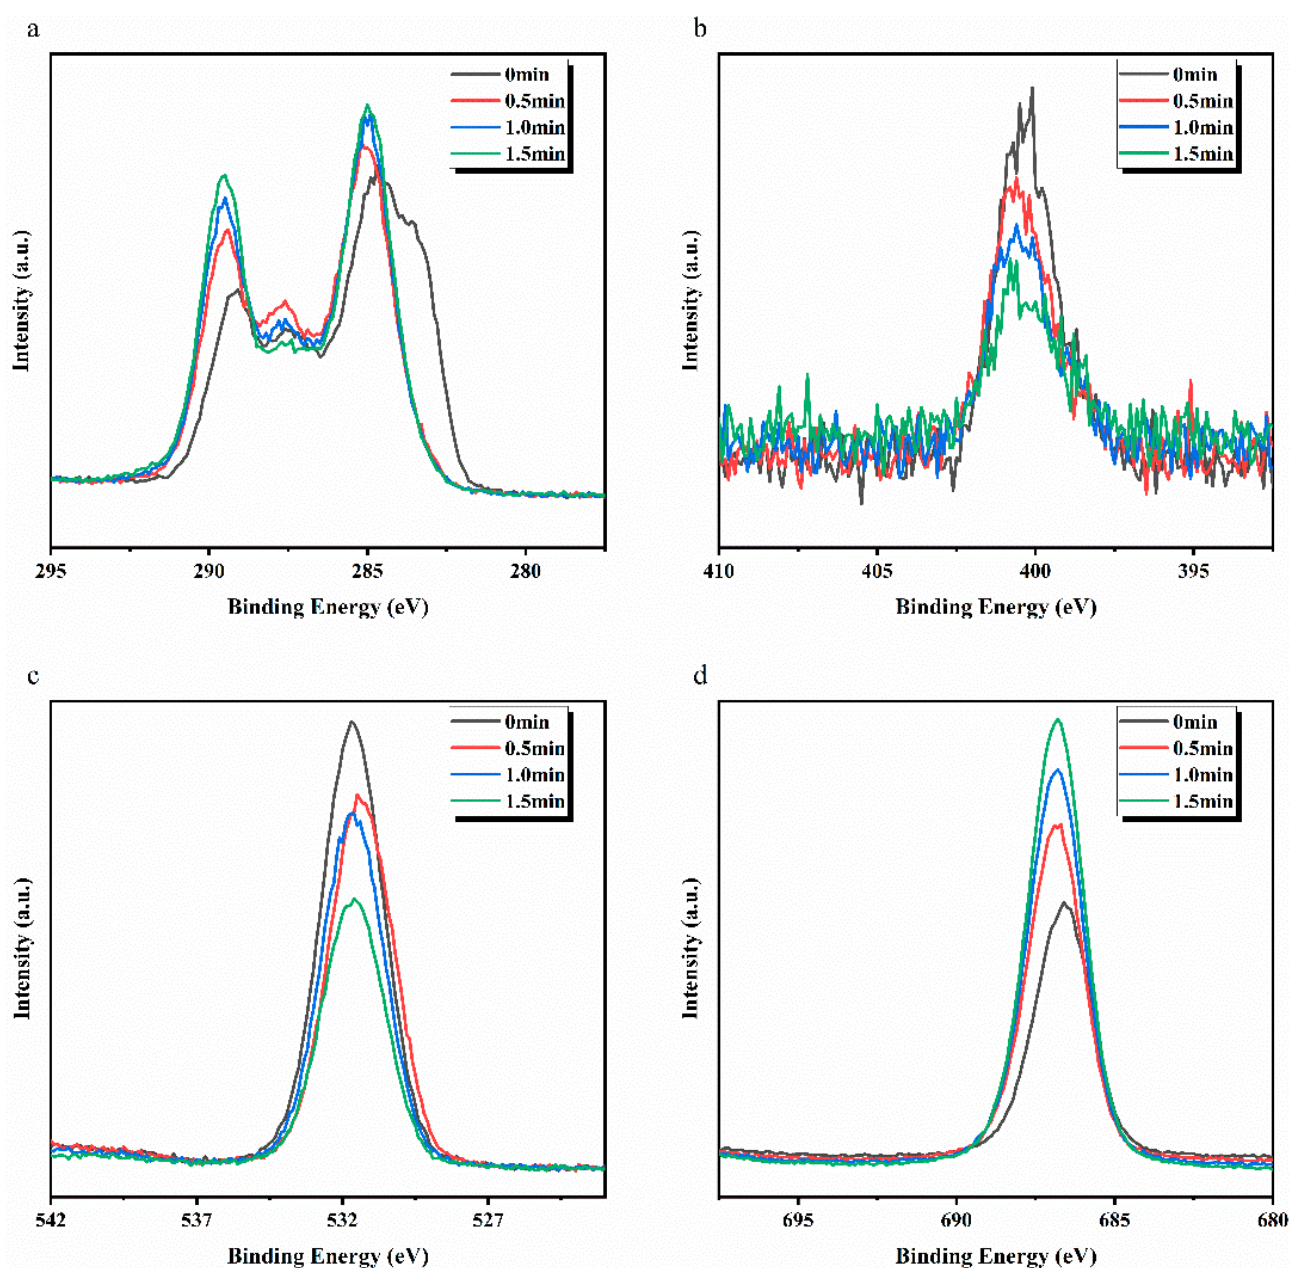 a
0min
0.5min
1.0min
1.5min
Intensity (a.u.)
295 290 285 280
Binding Energy (eV)
b
0min
0.5min
1.0min
1.5min
Intensity (a.u.)
410 405 400 395
Binding Energy (eV)
c
0min
0.5min
1.0min
1.5min
Intensity (a.u.)
542 537 532 527
Binding Energy (eV)
d
0min
0.5min
1.0min
1.5min
Intensity (a.u.)
695 690 685 680
Binding Energy (eV)